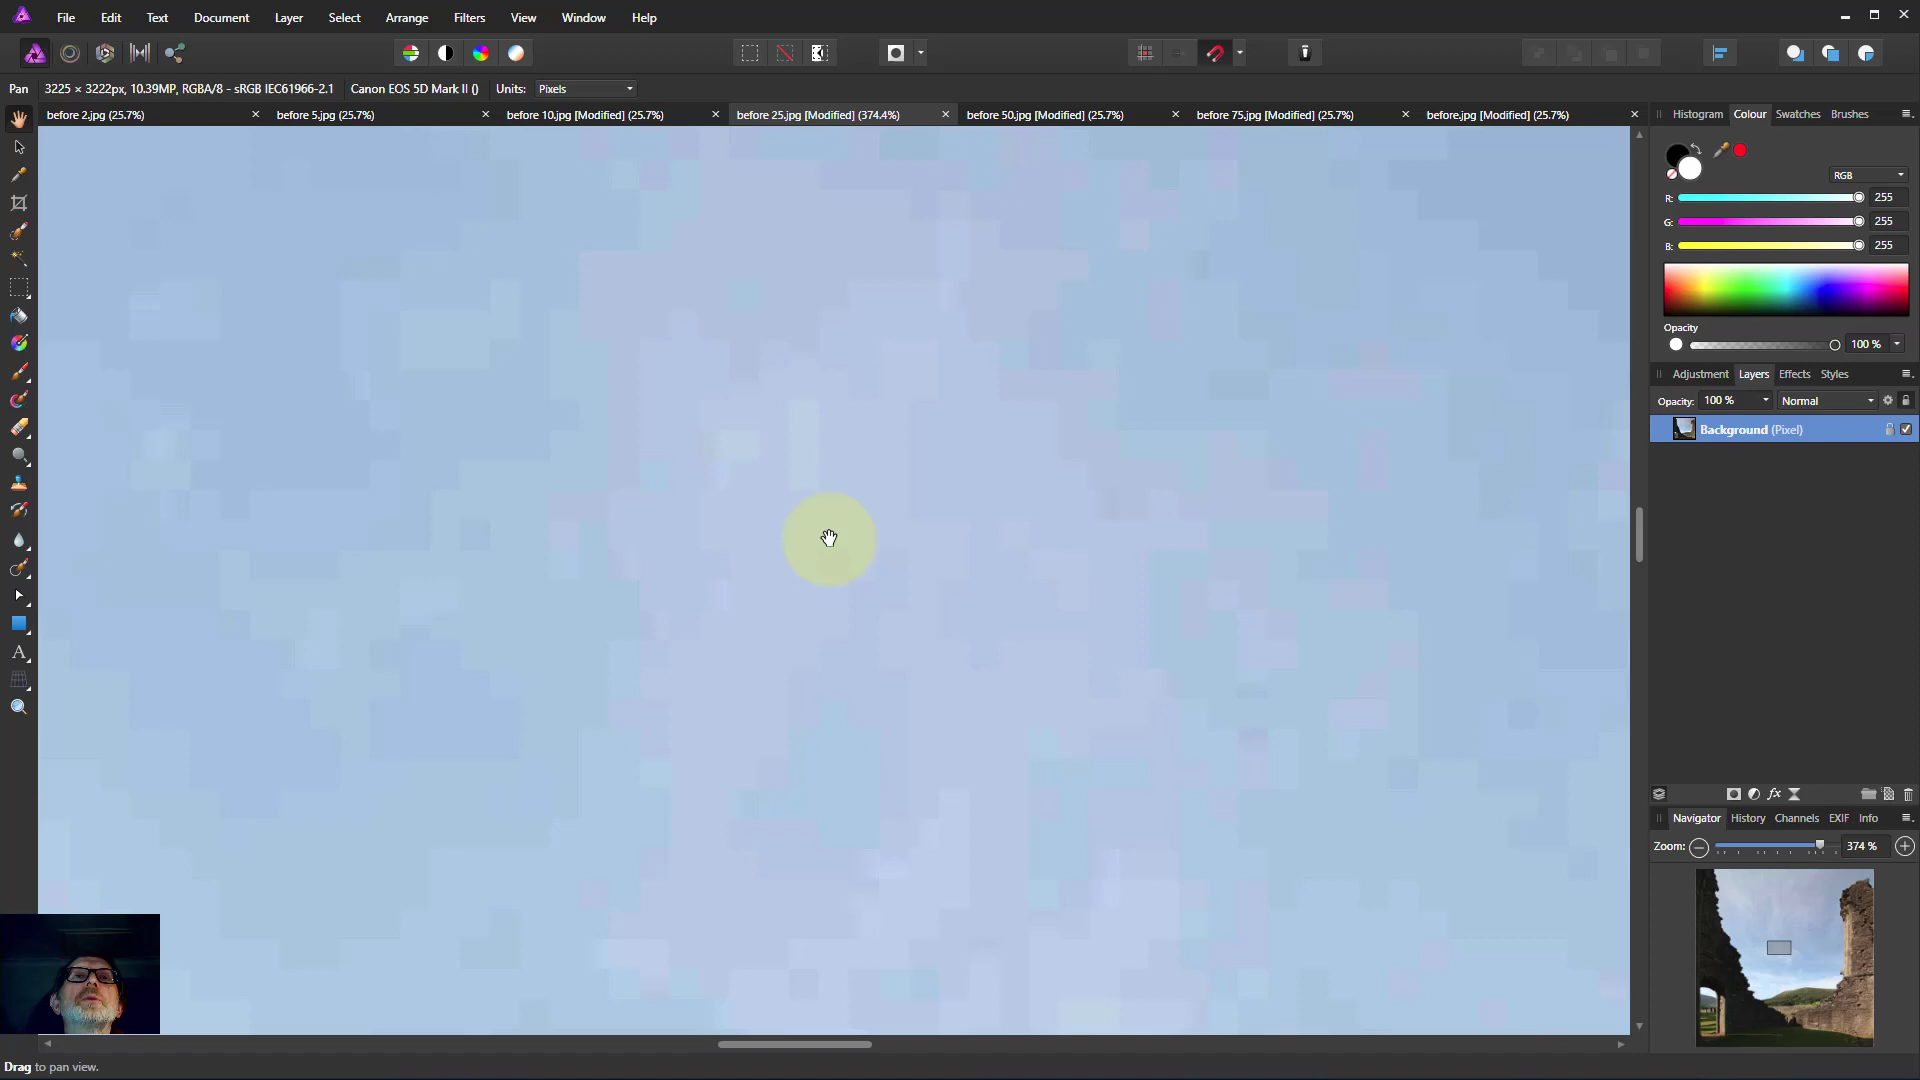 File Edit Text Document Layer Select Arrange Filters View Window Help
Pan 3225 × 3222px, 10.39MP, RGBA/8 - sRGB IEC61966-2.1 Canon EOS 5D Mark II () Units: Pixels
before 2.jpg (25.7%) before 5.jpg (25.7%) before 10.jpg [Modified] (25.7%) before 25.jpg [Modified] (374.4%) before 50.jpg [Modified] (25.7%) before 75.jpg [Modified] (25.7%) before.jpg [Modified] (25.7%)
Histogram Colour Swatches Brushes
RGB
R: 255
G: 255
B: 255
Opacity
100 %
Adjustment Layers Effects Styles
Opacity: 100 % Normal
Background (Pixel)
fx
Navigator History Channels EXIF Info
Zoom: 374 %
A
Drag to pan view.